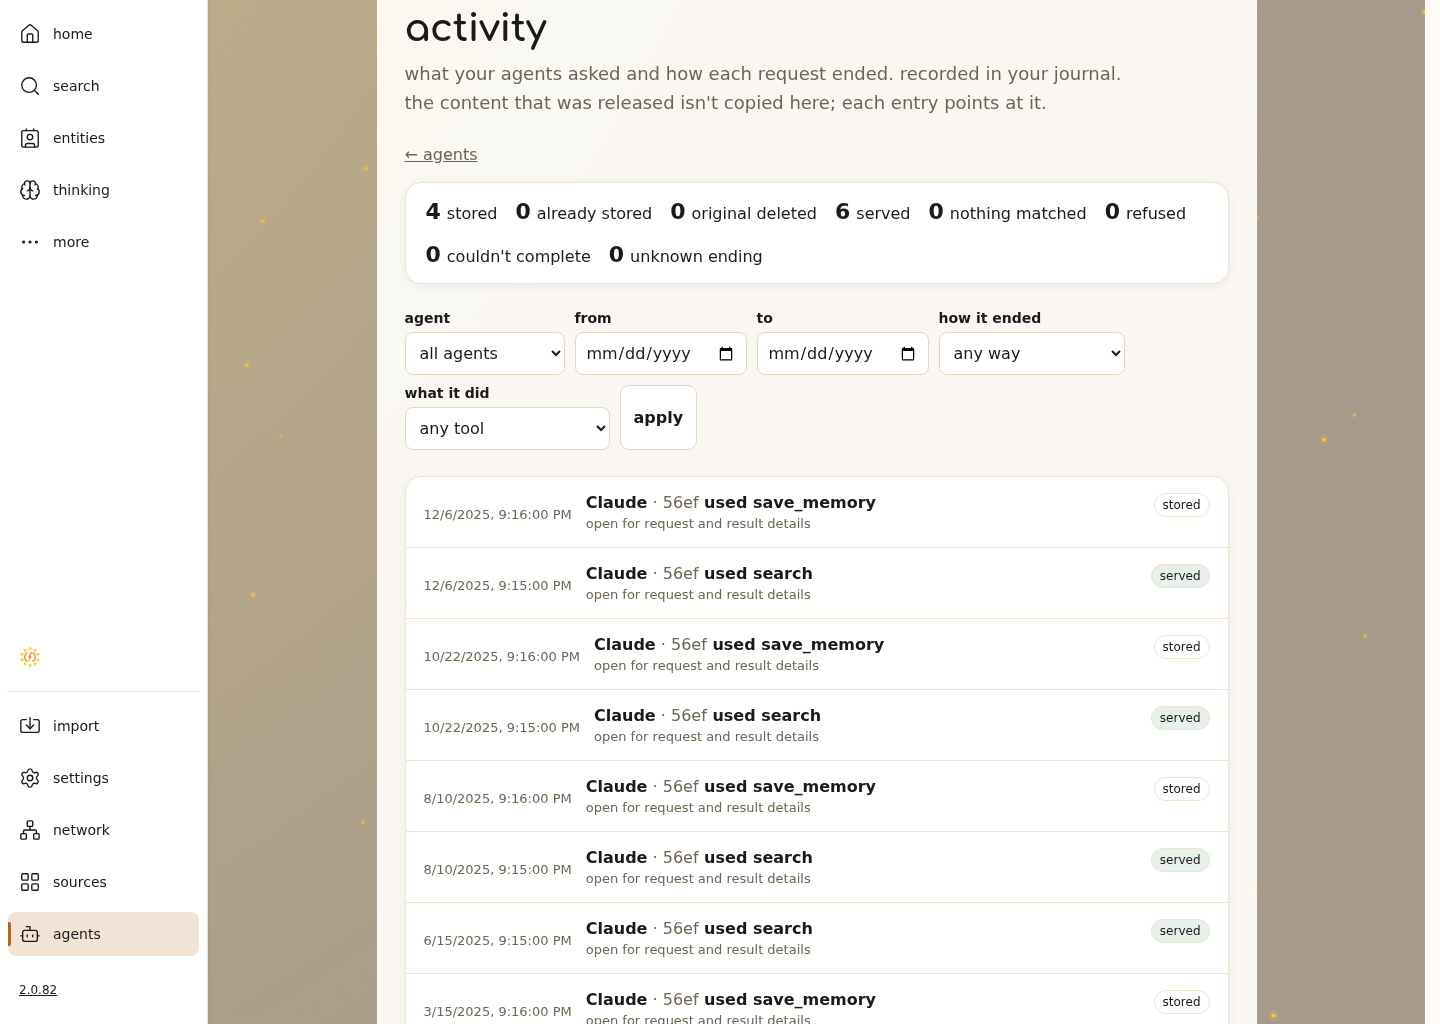 home
search
entities
thinking
more
import
settings
network
sources
agents
2.0.82
activity
what your agents asked and how each request ended. recorded in your journal.
the content that was released isn't copied here; each entry points at it.
← agents
4 stored 0 already stored 0 original deleted 6 served 0 nothing matched 0 refused
0 couldn't complete 0 unknown ending
agent from to how it ended
all agents mm/dd/yyyy mm/dd/yyyy any way
what it did
any tool apply
12/6/2025, 9:16:00 PM Claude · 56ef used save_memory stored
open for request and result details
12/6/2025, 9:15:00 PM Claude · 56ef used search served
open for request and result details
10/22/2025, 9:16:00 PM Claude · 56ef used save_memory stored
open for request and result details
10/22/2025, 9:15:00 PM Claude · 56ef used search served
open for request and result details
8/10/2025, 9:16:00 PM Claude · 56ef used save_memory stored
open for request and result details
8/10/2025, 9:15:00 PM Claude · 56ef used search served
open for request and result details
6/15/2025, 9:15:00 PM Claude · 56ef used search served
open for request and result details
3/15/2025, 9:16:00 PM Claude · 56ef used save_memory stored
open for request and result details